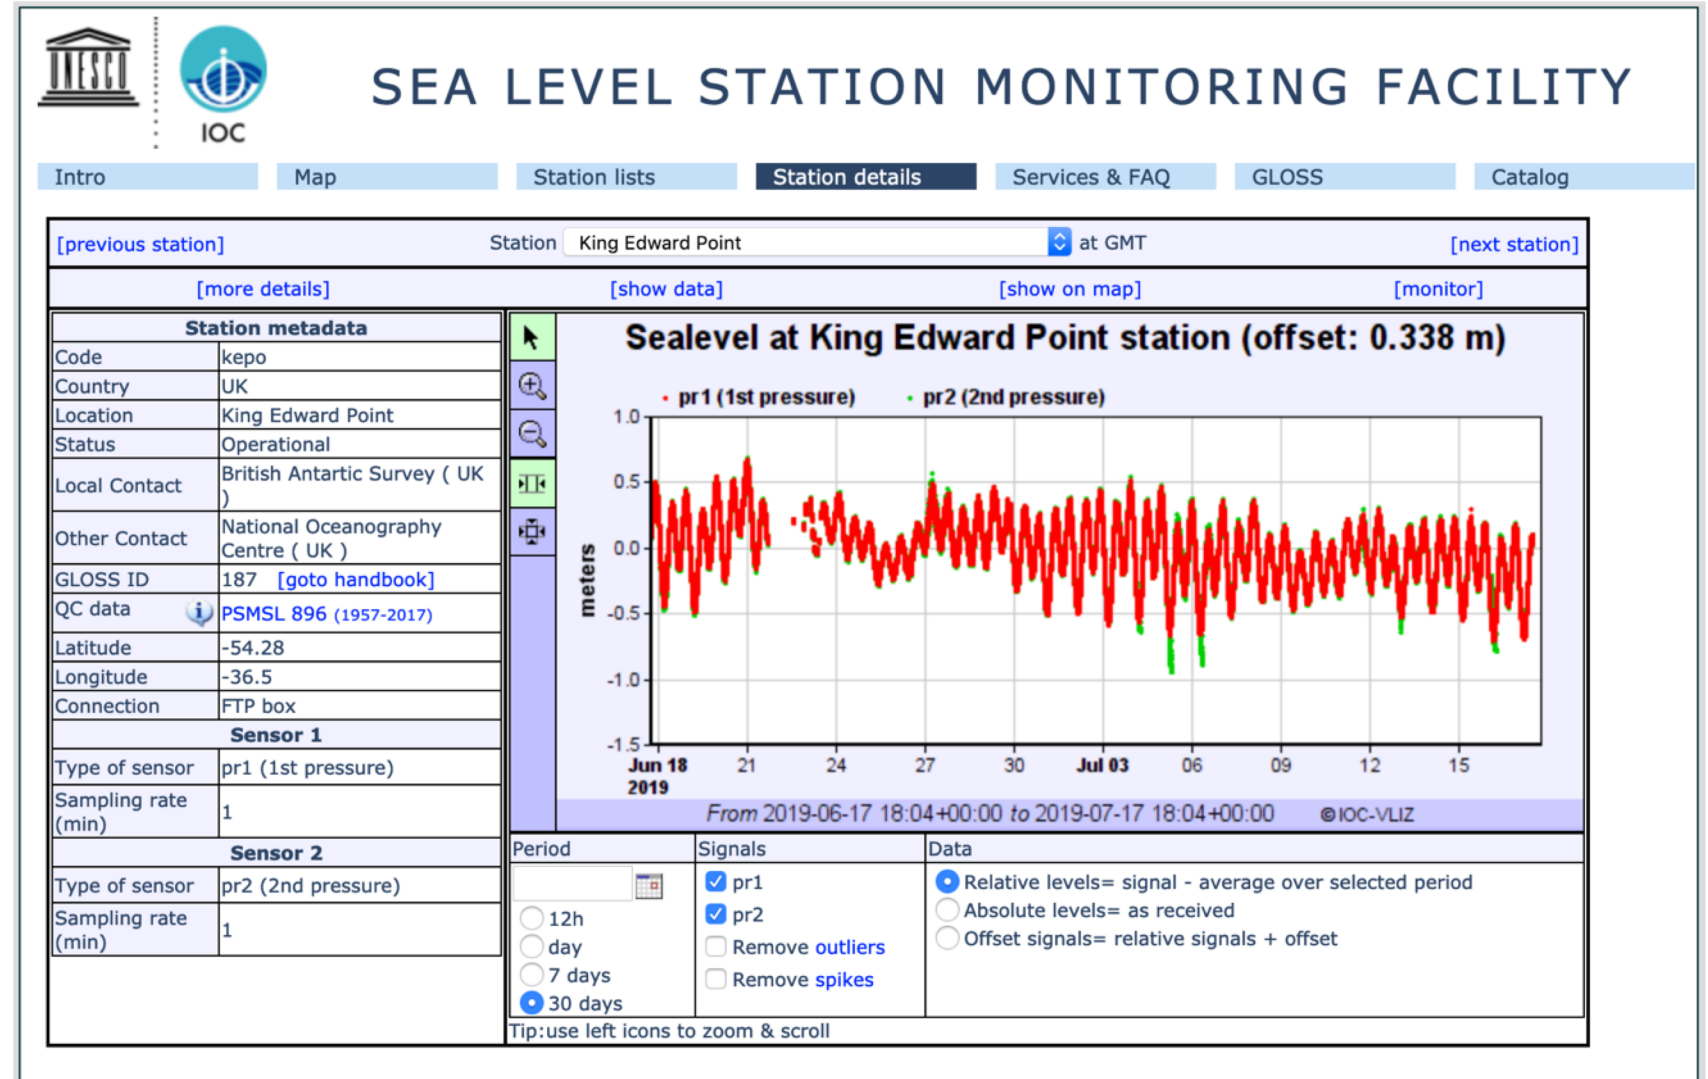 UNESCO
IOC
SEA LEVEL STATION MONITORING FACILITY
Intro Map Station lists Station details Services & FAQ GLOSS Catalog
[previous station] Station King Edward Point at GMT [next station]
[more details] [show data] [show on map] [monitor]
Station metadata
Code kepo
Country UK
Location King Edward Point
Status Operational
Local Contact British Antartic Survey ( UK
)
Other Contact National Oceanography
Centre ( UK )
GLOSS ID 187 [goto handbook]
QC data i PSMSL 896 (1957-2017)
Latitude -54.28
Longitude -36.5
Connection FTP box
Sensor 1
Type of sensor pr1 (1st pressure)
Sampling rate
(min) 1
Sensor 2
Type of sensor pr2 (2nd pressure)
Sampling rate
(min) 1
Sealevel at King Edward Point station (offset: 0.338 m)
pr1 (1st pressure) pr2 (2nd pressure)
meters
1.0
0.5
0.0
-0.5
-1.0
-1.5
Jun 18 21 24 27 30 Jul 03 06 09 12 15
2019
From 2019-06-17 18:04+00:00 to 2019-07-17 18:04+00:00 ©IOC-VLIZ
Period
12h
day
7 days
30 days
Signals
pr1
pr2
Remove outliers
Remove spikes
Data
Relative levels= signal - average over selected period
Absolute levels= as received
Offset signals= relative signals + offset
Tip:use left icons to zoom & scroll